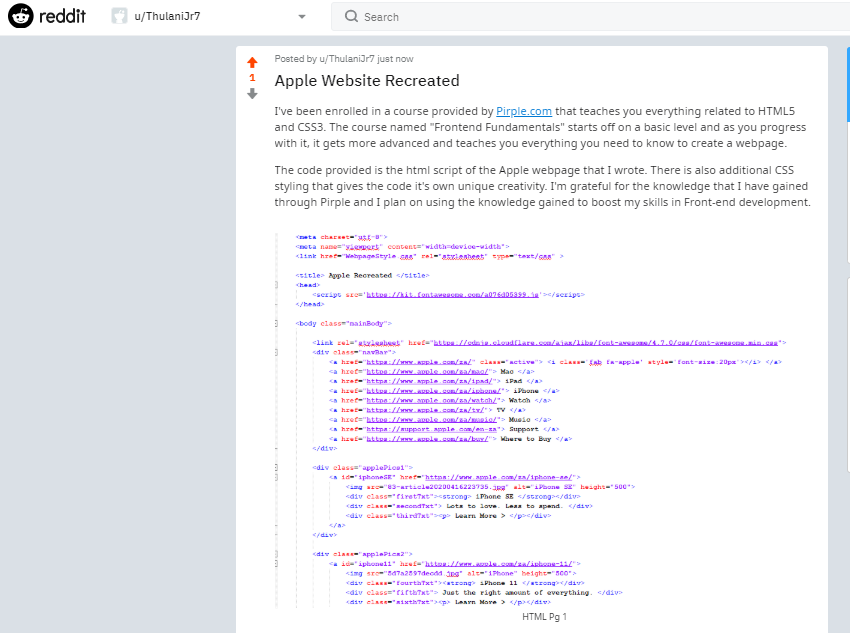 reddit u/ThulaniJr7 Search
Posted by u/ThulaniJr7 just now
1
Apple Website Recreated
I've been enrolled in a course provided by Pirple.com that teaches you everything related to HTML5
and CSS3. The course named "Frontend Fundamentals" starts off on a basic level and as you progress
with it, it gets more advanced and teaches you everything you need to know to create a webpage.
The code provided is the html script of the Apple webpage that I wrote. There is also additional CSS
styling that gives the code it's own unique creativity. I'm grateful for the knowledge that I have gained
through Pirple and I plan on using the knowledge gained to boost my skills in Front-end development.
<meta charset="utf-8">
<meta name="viewport" content="width=device-width">
<link href="WebpageStyle.css" rel="stylesheet" type="text/css" >
<title> Apple Recreated </title>
<head>
<script src='https://kit.fontawesome.com/a076d05399.js'></script>
</head>
<body class="mainBody">
<link rel="stylesheet" href="https://cdnjs.cloudflare.com/ajax/libs/font-awesome/4.7.0/css/font-awesome.min.css">
<div class="navBar">
<a href="https://www.apple.com/za/" class="active"> <i class='fab fa-apple' style='font-size:20px'></i> </a>
<a href="https://www.apple.com/za/mac/"> Mac </a>
<a href="https://www.apple.com/za/ipad/"> iPad </a>
<a href="https://www.apple.com/za/iphone/"> iPhone </a>
<a href="https://www.apple.com/za/watch/"> Watch </a>
<a href="https://www.apple.com/za/tv/"> TV </a>
<a href="https://www.apple.com/za/music/"> Music </a>
<a href="https://support.apple.com/en-za"> Support </a>
<a href="https://www.apple.com/za/buy/"> Where to Buy </a>
</div>
<div class="applePics1">
<a id="iphoneSE" href="https://www.apple.com/za/iphone-se/">
<img src="83-article20200416223735.jpg" alt="iPhone SE" height="500">
<div class="firstTxt"><strong> iPhone SE </strong></div>
<div class="secondTxt"> Lots to love. Less to spend. </div>
<div class="thirdTxt"><p> Learn More > </p></div>
</a>
</div>
<div class="applePics2">
<a id="iphone11" href="https://www.apple.com/za/iphone-11/">
<img src="5d7a2597decdd.jpg" alt="iPhone" height="500">
<div class="fourthTxt"><strong> iPhone 11 </strong></div>
<div class="fifthTxt"> Just the right amount of everything. </div>
<div class="sixthTxt"><p> Learn More > </p></div>
HTML Pg 1